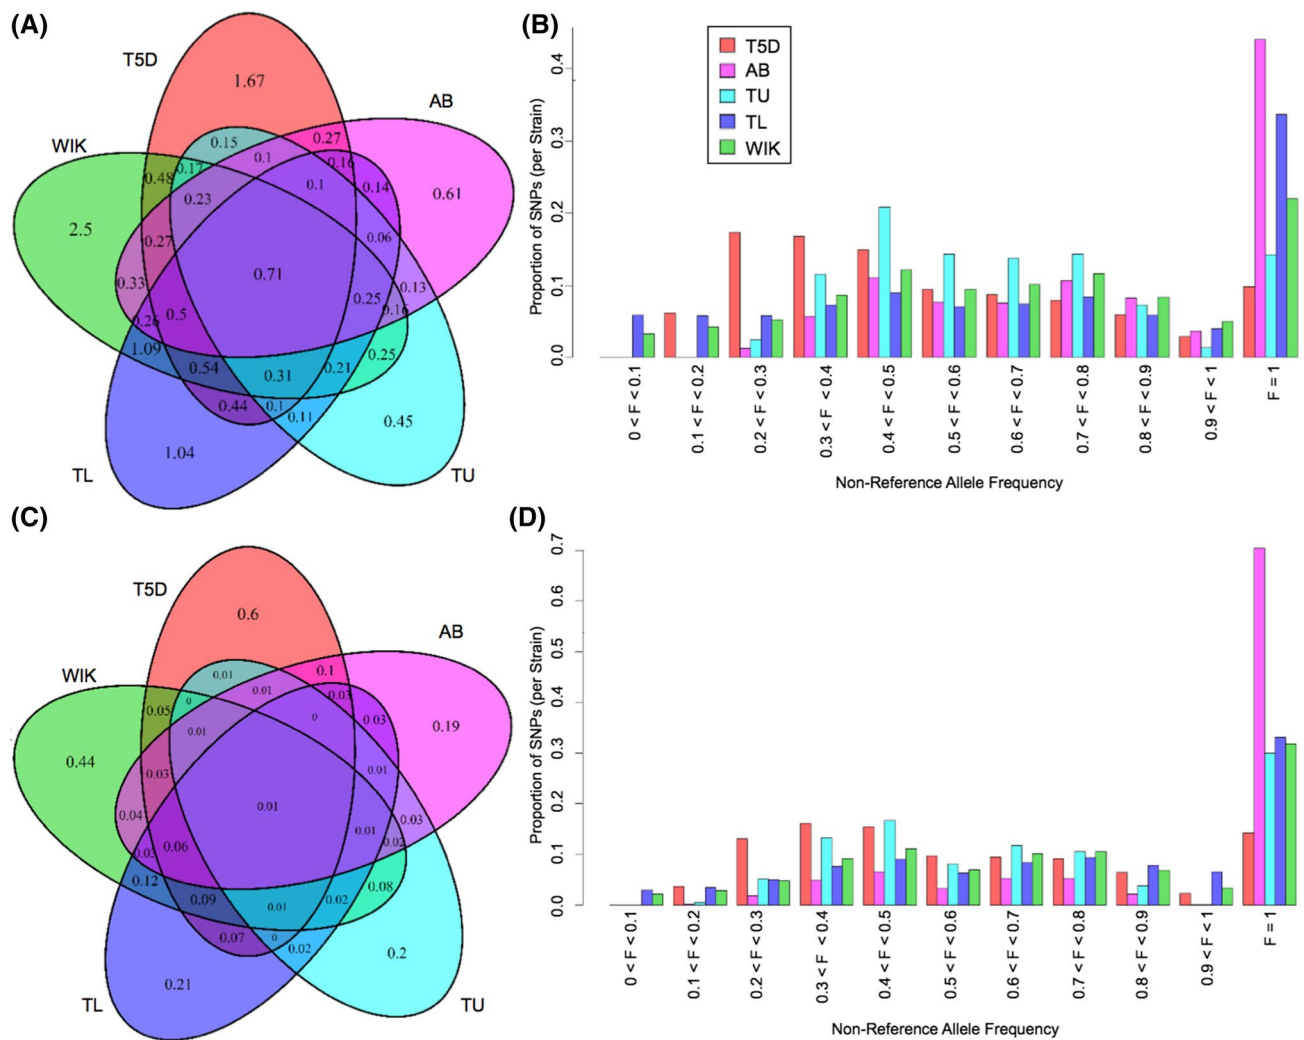 (A)
T5D
AB
WIK
TL
TU
1.67
0.15
0.27
0.1
0.16
0.17
0.48
0.1
0.14
0.61
0.23
2.5
0.06
0.27
0.71
0.33
0.25
0.13
0.16
0.26
0.5
1.09
0.25
0.54
0.31
0.21
0.44
0.1
0.11
0.45
1.04
(B)
T5D
AB
TU
TL
WIK
Proportion of SNPs (per Strain)
0.4
0.3
0.2
0.1
0.0
0 < F < 0.1
0.1 < F < 0.2
0.2 < F < 0.3
0.3 < F < 0.4
0.4 < F < 0.5
0.5 < F < 0.6
0.6 < F < 0.7
0.7 < F < 0.8
0.8 < F < 0.9
0.9 < F < 1
F = 1
Non-Reference Allele Frequency
(C)
T5D
AB
WIK
TL
TU
0.6
0.01
0.1
0.01
0.03
0
0.05
0
0.03
0.19
0.01
0.44
0.03
0.01
0.01
0.04
0.01
0.03
0.02
0.03
0.06
0.12
0.08
0.09
0.01
0.02
0.07
0
0.02
0.2
0.21
(D)
Proportion of SNPs (per Strain)
0.7
0.6
0.5
0.4
0.3
0.2
0.1
0.0
0 < F < 0.1
0.1 < F < 0.2
0.2 < F < 0.3
0.3 < F < 0.4
0.4 < F < 0.5
0.5 < F < 0.6
0.6 < F < 0.7
0.7 < F < 0.8
0.8 < F < 0.9
0.9 < F < 1
F = 1
Non-Reference Allele Frequency